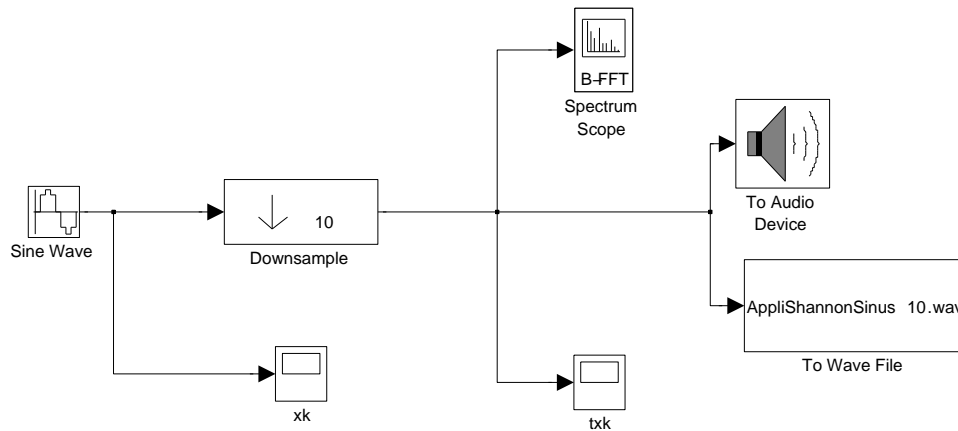 B-FFT
Spectrum
Scope
To Audio
Device
Sine Wave
10
Downsample
AppliShannonSinus 10.wav
To Wave File
xk
txk